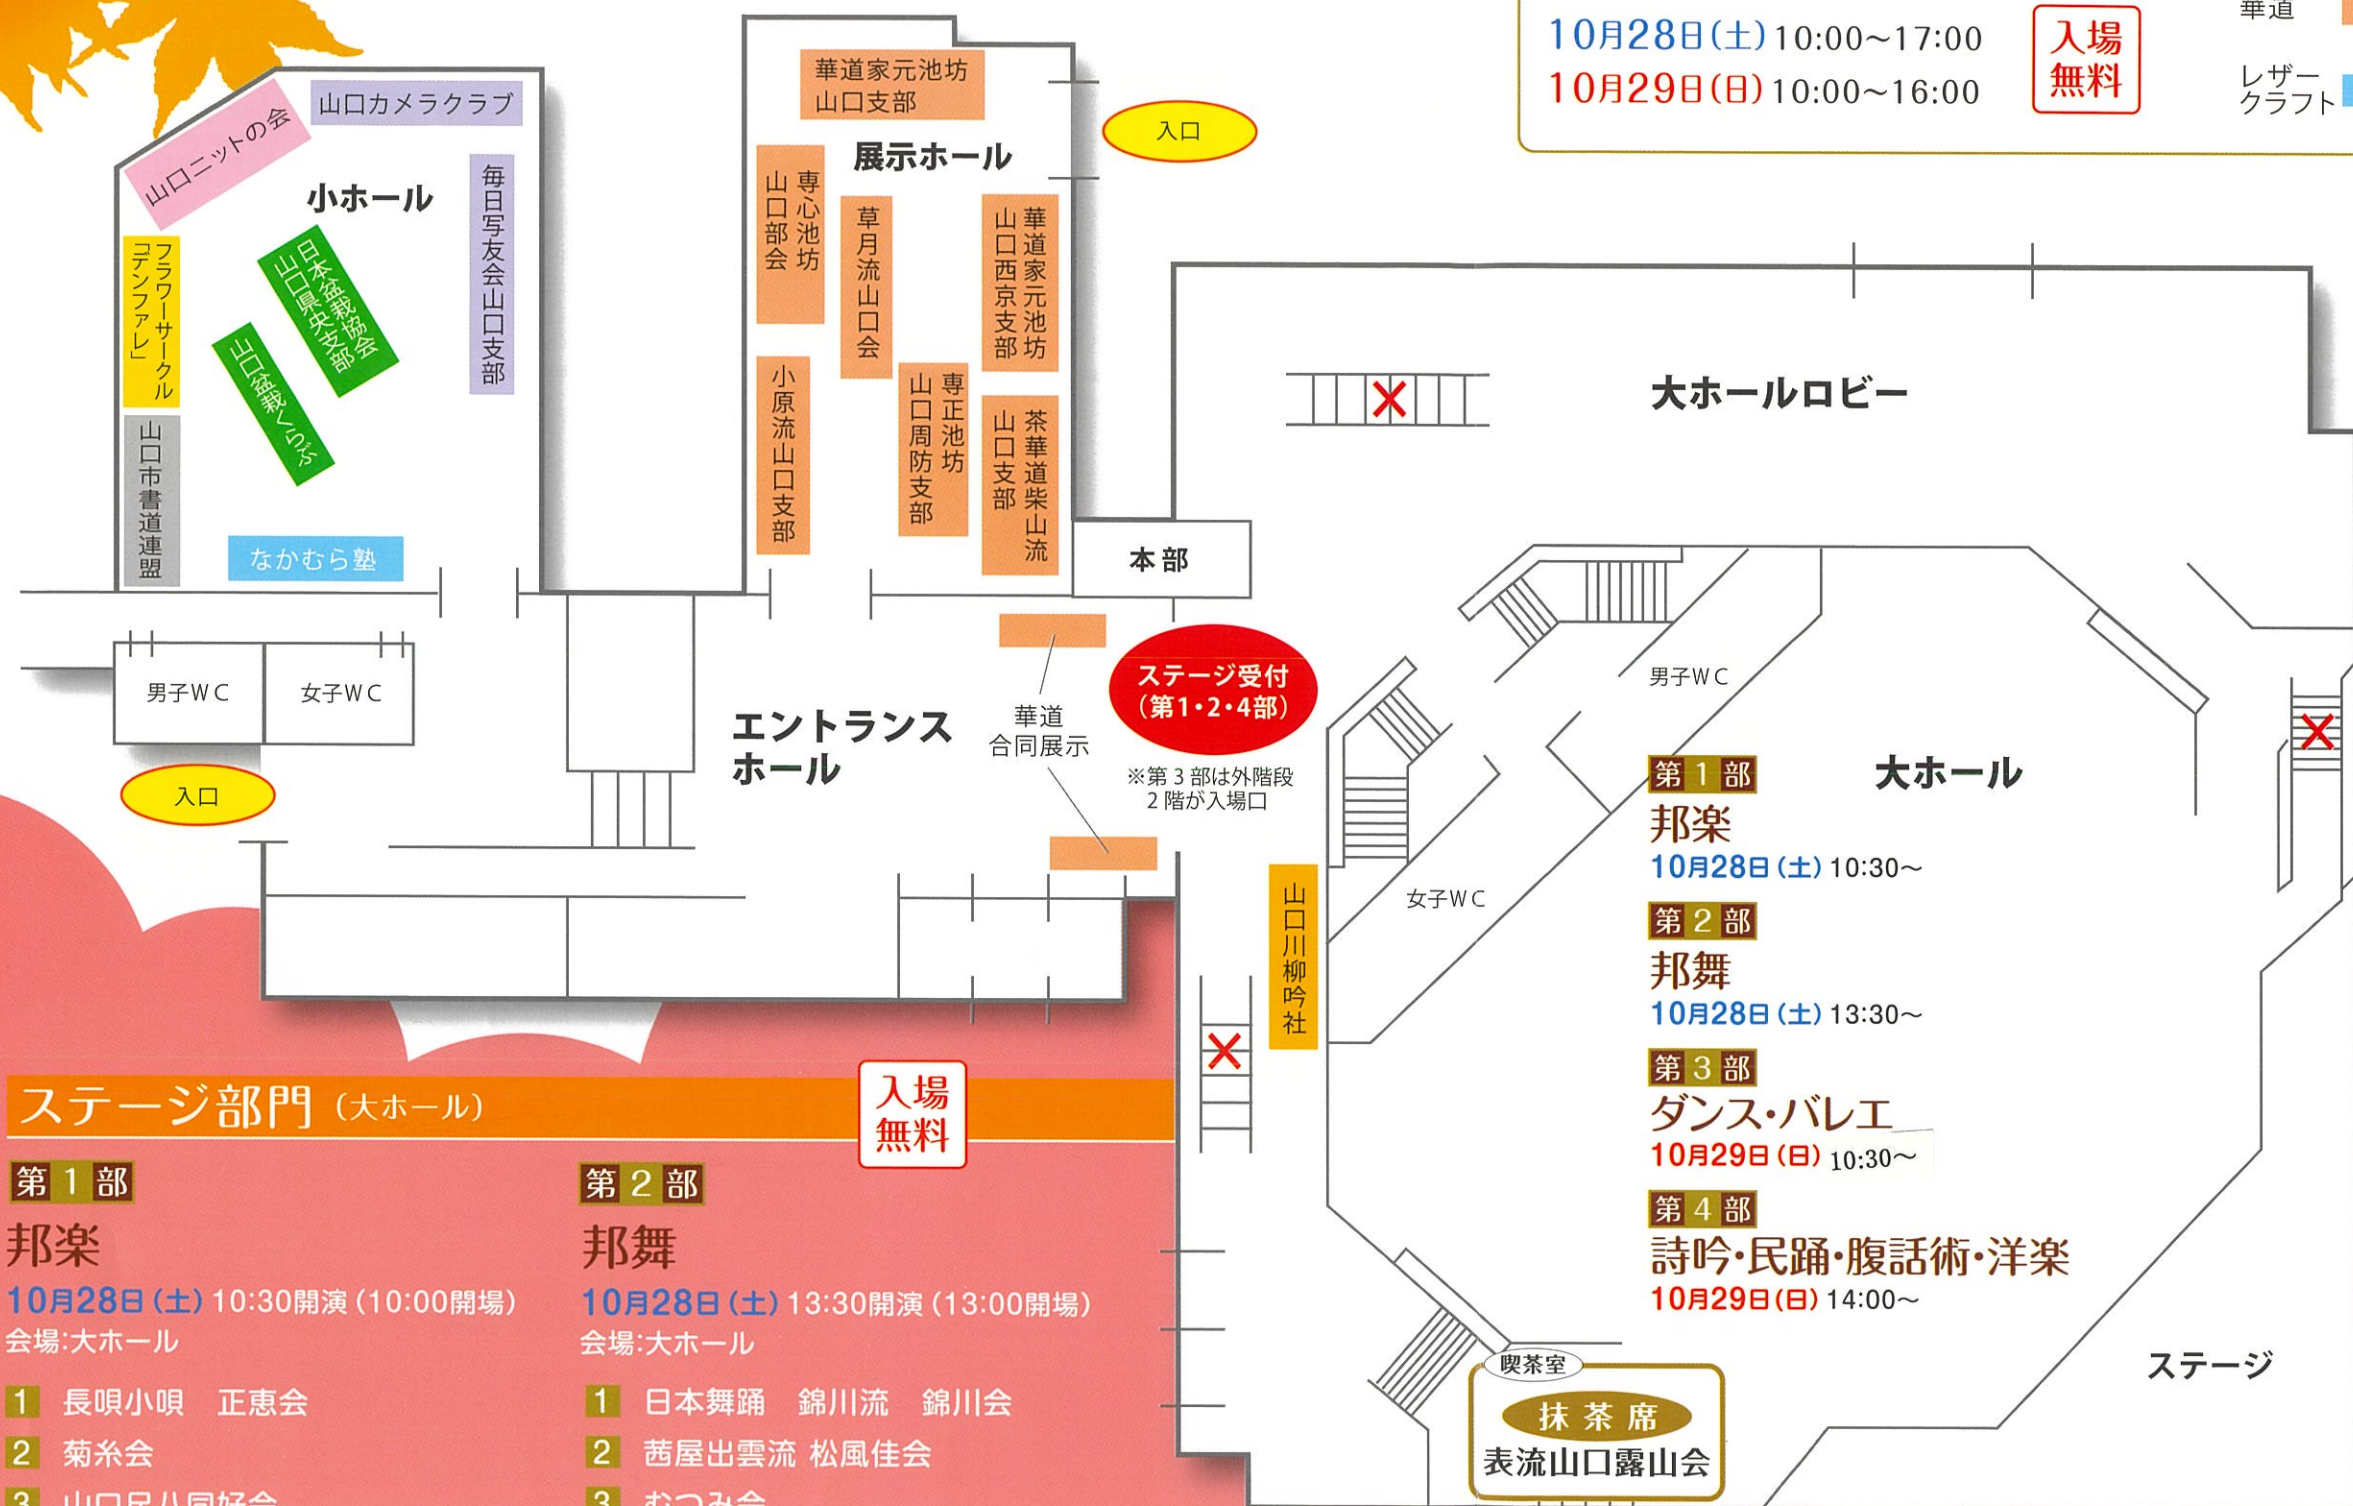 10月28日(土) 10:00〜17:00
10月29日(日) 10:00〜16:00
入場
無料
華道
レザー
クラフト
山口カメラクラブ
山口ニットの会
小ホール
毎日写友会山口支部
フラワーサークル
「デンファレ」
日本盆栽協会
山口県央支部
山口盆栽くらぶ
山口市書道連盟
なかむら塾
華道家元池坊
山口支部
展示ホール
入口
専心池坊
山口部会
草月流山口会
華道家元池坊
山口西京支部
小原流山口支部
専正池坊
山口周防支部
茶華道柴山流
山口支部
本部
大ホールロビー
男子WC
女子WC
入口
エントランス
ホール
華道
合同展示
ステージ受付
(第1・2・4部)
※第3部は外階段
2階が入場口
山口川柳吟社
男子WC
女子WC
大ホール
第1部
邦楽
10月28日(土) 10:30〜
第2部
邦舞
10月28日(土) 13:30〜
第3部
ダンス・バレエ
10月29日(日) 10:30〜
第4部
詩吟・民踊・腹話術・洋楽
10月29日(日) 14:00〜
ステージ
喫茶室
抹茶席
表流山口露山会
ステージ部門(大ホール)
入場
無料
第1部
邦楽
10月28日(土) 10:30開演(10:00開場)
会場:大ホール
1 長唄小唄 正恵会
2 菊糸会
3 山口尺八同好会
第2部
邦舞
10月28日(土) 13:30開演(13:00開場)
会場:大ホール
1 日本舞踊 錦川流 錦川会
2 茜屋出雲流 松風佳会
3 むつみ会